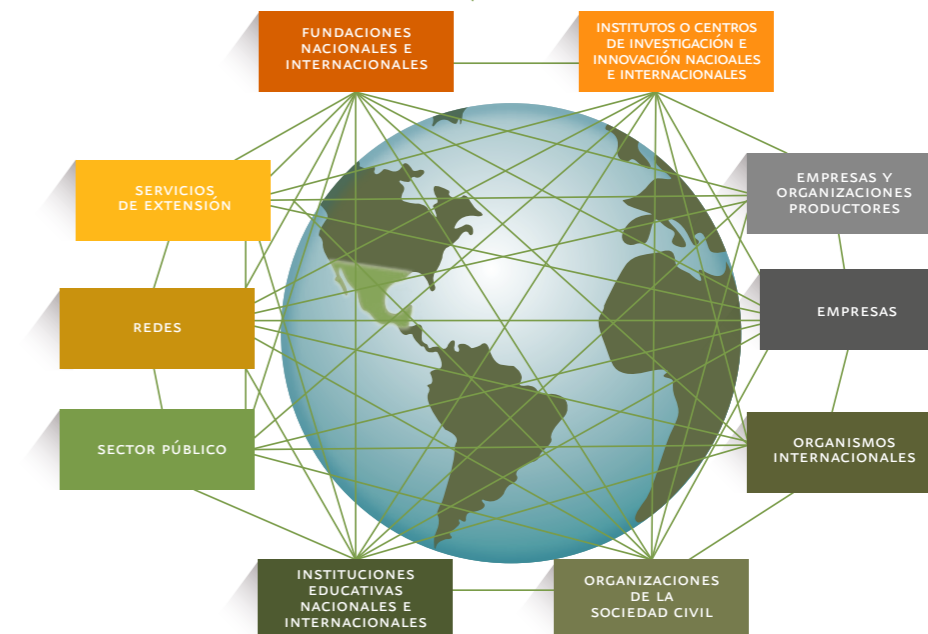 FUNDACIONES
NACIONALES E
INTERNACIONALES
INSTITUTOS O CENTROS
DE INVESTIGACIÓN E
INNOVACIÓN NACIOALES
E INTERNACIONALES
SERVICIOS
DE EXTENSIÓN
EMPRESAS Y
ORGANIZACIONES
PRODUCTORES
REDES
EMPRESAS
SECTOR PÚBLICO
ORGANISMOS
INTERNACIONALES
INSTITUCIONES
EDUCATIVAS
NACIONALES E
INTERNACIONALES
ORGANIZACIONES
DE LA
SOCIEDAD CIVIL